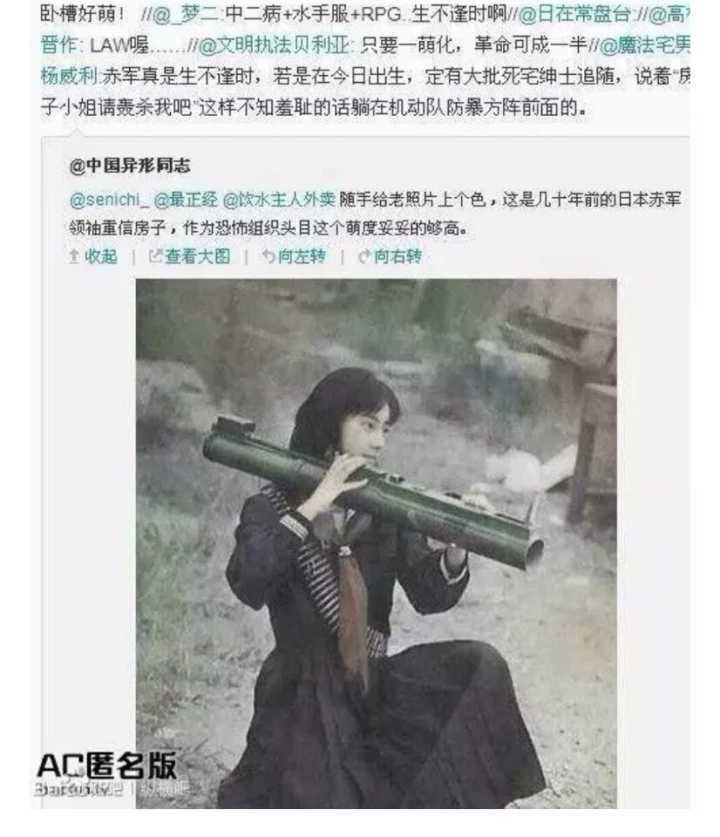 卧槽好萌！ //@_梦二:中二病+水手服+RPG..生不逢时啊//@日在常盘台://@高
晋作: LAW喔……//@文明执法贝利亚: 只要一萌化，革命可成一半//@魔法宅男
杨威利:赤军真是生不逢时，若是在今日出生，定有大批死宅绅士追随，说着“房
子小姐请轰杀我吧”这样不知羞耻的话躺在机动队防暴方阵前面的。
@中国异形同志
@senichi_ @最正经 @饮水主人外卖 随手给老照片上个色，这是几十年前的日本赤军
领袖重信房子，作为恐怖组织头目这个萌度妥妥的够高。
收起 | 查看大图 | 向左转 | 向右转
AC匿名版